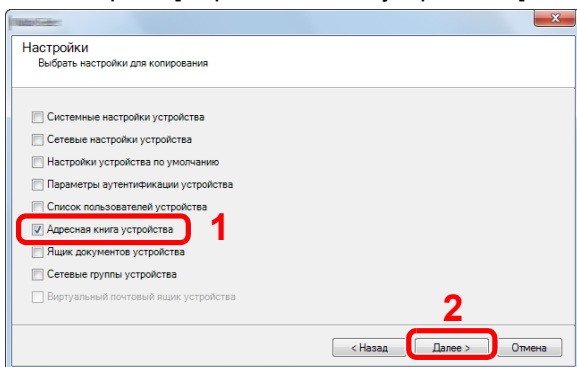 Настройки
Выбрать настройки для копирования
Системные настройки устройства
Сетевые настройки устройства
Настройки устройства по умолчанию
Параметры аутентификации устройства
Список пользователей устройства
Адресная книга устройства 1
Ящик документов устройства
Сетевые группы устройства
Виртуальный почтовый ящик устройства
2
< Назад Далее > Отмена